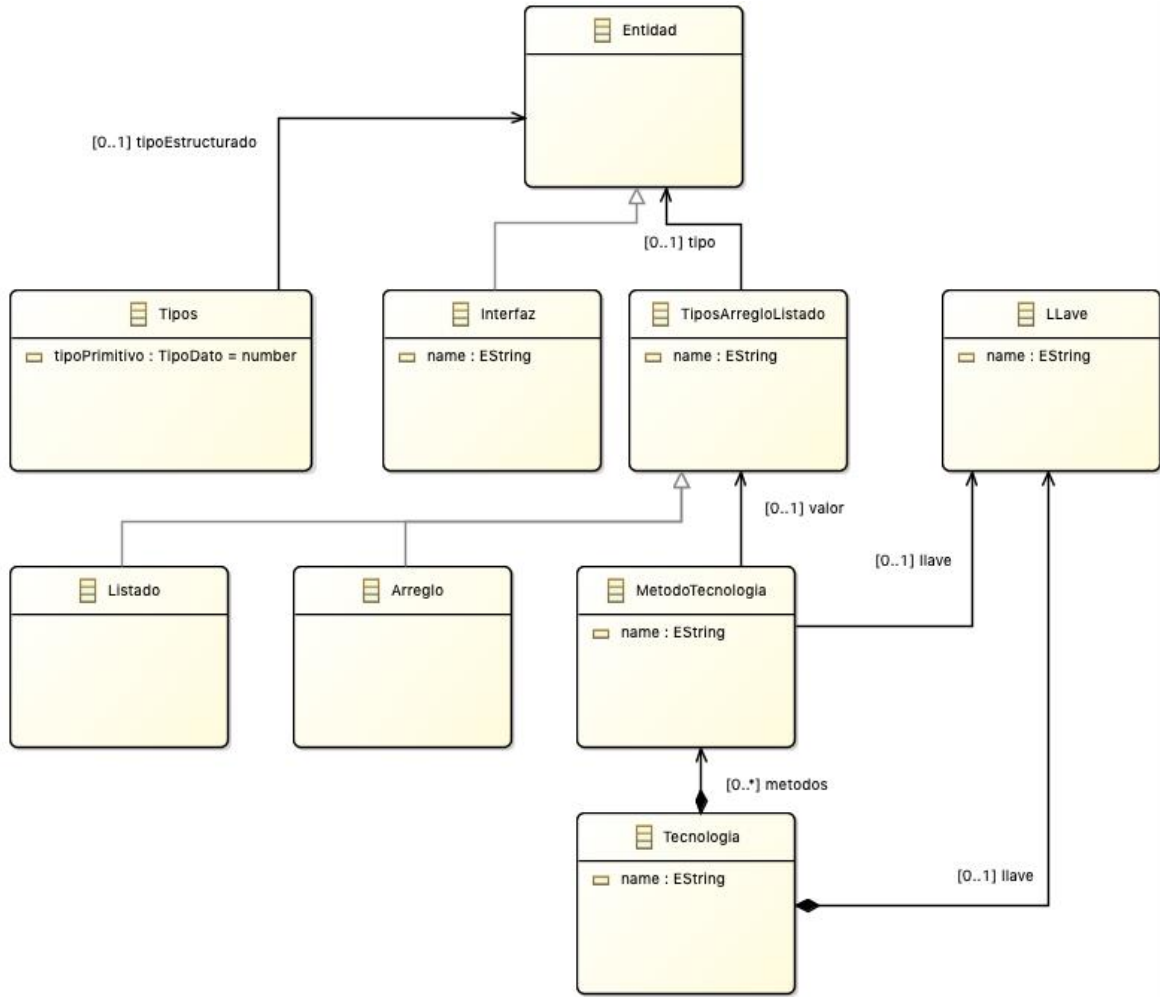 Entidad
[0..1] tipoEstructurado
[0..1] tipo
Tipos
tipoPrimitivo : TipoDato = number
Interfaz
name : EString
TiposArregloListado
name : EString
LLave
name : EString
[0..1] valor
[0..1] llave
Listado
Arreglo
MetodoTecnologia
name : EString
[0..*] metodos
Tecnologia
name : EString
[0..1] llave